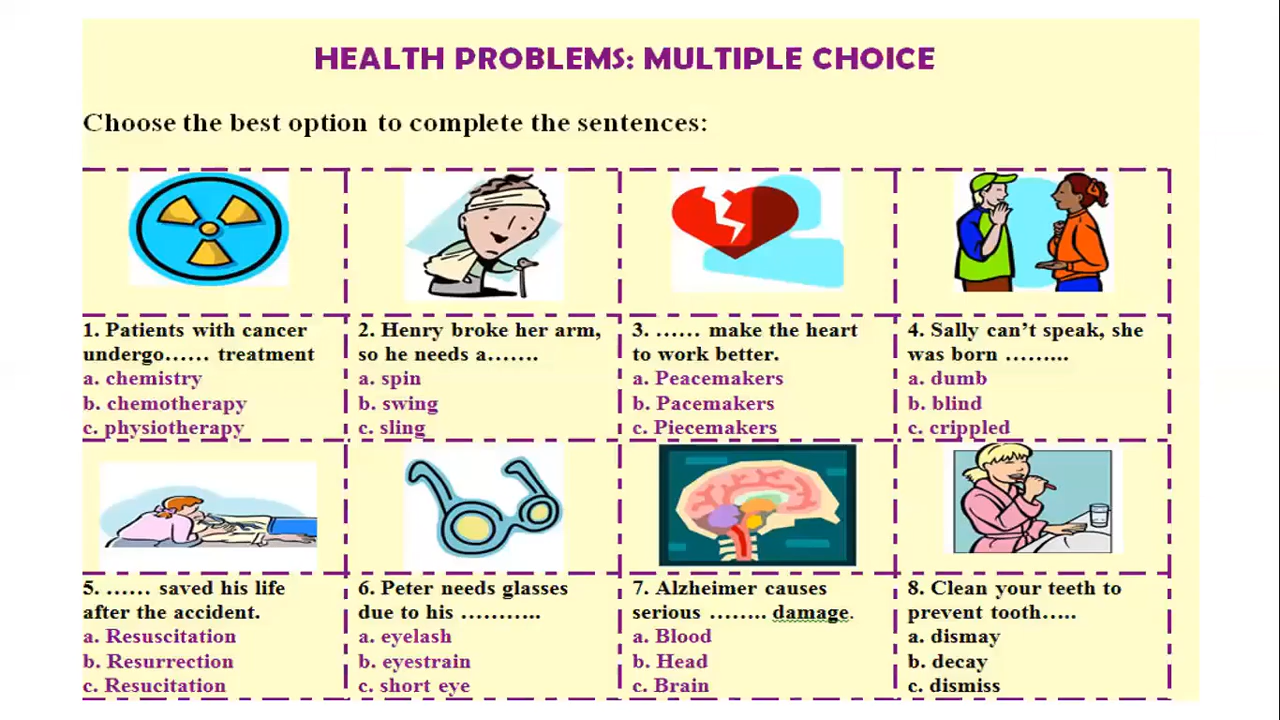 HEALTH PROBLEMS: MULTIPLE CHOICE
Choose the best option to complete the sentences:
1. Patients with cancer
undergo…… treatment
a. chemistry
b. chemotherapy
c. physiotherapy
2. Henry broke her arm,
so he needs a…….
a. spin
b. swing
c. sling
3. …… make the heart
to work better.
a. Peacemakers
b. Pacemakers
c. Piecemakers
4. Sally can’t speak, she
was born ……...
a. dumb
b. blind
c. crippled
5. …… saved his life
after the accident.
a. Resuscitation
b. Resurrection
c. Resucitation
6. Peter needs glasses
due to his ………..
a. eyelash
b. eyestrain
c. short eye
7. Alzheimer causes
serious …….. damage.
a. Blood
b. Head
c. Brain
8. Clean your teeth to
prevent tooth…..
a. dismay
b. decay
c. dismiss